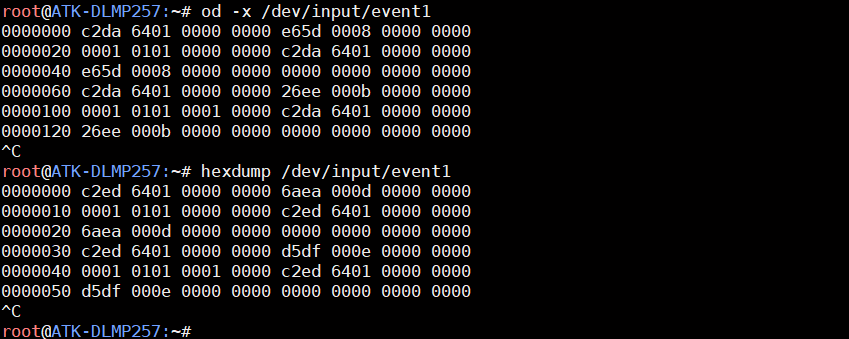 root@ATK-DLMP257:~# od -x /dev/input/event1
0000000 c2da 6401 0000 0000 e65d 0008 0000 0000
0000020 0001 0101 0000 0000 c2da 6401 0000 0000
0000040 e65d 0008 0000 0000 0000 0000 0000 0000
0000060 c2da 6401 0000 0000 26ee 000b 0000 0000
0000100 0001 0101 0001 0000 c2da 6401 0000 0000
0000120 26ee 000b 0000 0000 0000 0000 0000 0000
^C
root@ATK-DLMP257:~# hexdump /dev/input/event1
0000000 c2ed 6401 0000 0000 6aea 000d 0000 0000
0000010 0001 0101 0000 0000 c2ed 6401 0000 0000
0000020 6aea 000d 0000 0000 0000 0000 0000 0000
0000030 c2ed 6401 0000 0000 d5df 000e 0000 0000
0000040 0001 0101 0001 0000 c2ed 6401 0000 0000
0000050 d5df 000e 0000 0000 0000 0000 0000 0000
^C
root@ATK-DLMP257:~#